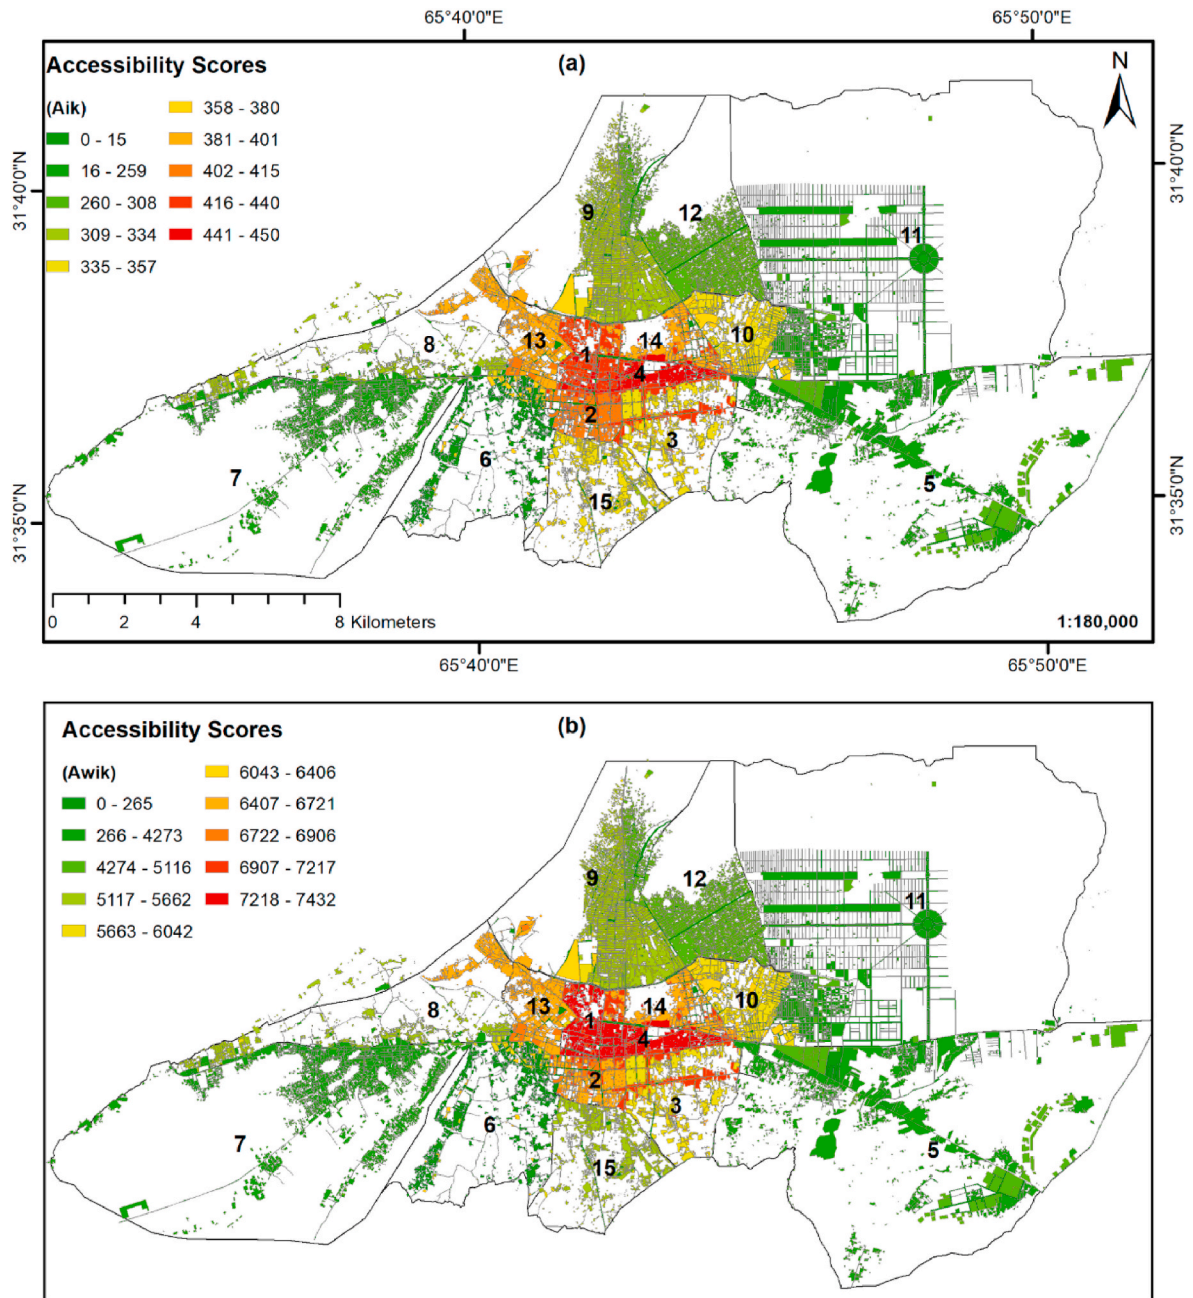 65°40'0"E 65°50'0"E
(a)
Accessibility Scores
N
(Aik)
0 - 15
16 - 259
260 - 308
309 - 334
335 - 357
358 - 380
381 - 401
402 - 415
416 - 440
441 - 450
31°40'0"N
31°35'0"N
31°40'0"N
31°35'0"N
9
12
11
8
13
1
14
10
4
2
3
7
6
15
5
0 2 4 6 8 Kilometers
1:180,000
65°40'0"E 65°50'0"E
(b)
Accessibility Scores
(Awik)
0 - 265
266 - 4273
4274 - 5116
5117 - 5662
5663 - 6042
6043 - 6406
6407 - 6721
6722 - 6906
6907 - 7217
7218 - 7432
9
12
11
8
13
1
14
10
4
2
3
7
6
15
5